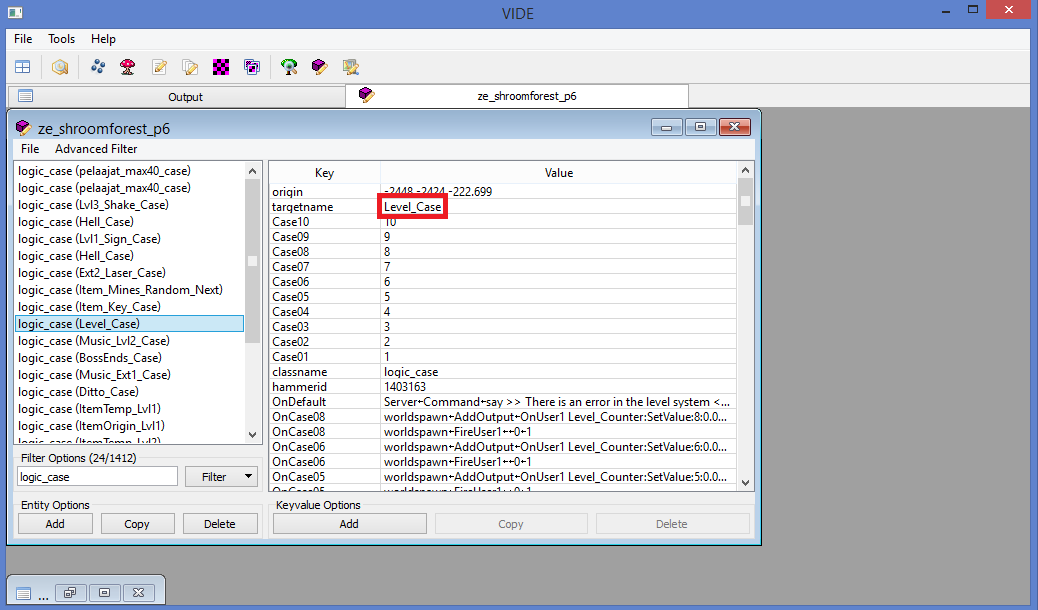 VIDE
File Tools Help
Output
ze_shroomforest_p6
ze_shroomforest_p6
File Advanced Filter
logic_case (pelaajat_max40_case)
logic_case (pelaajat_max40_case)
logic_case (Lvl3_Shake_Case)
logic_case (Hell_Case)
logic_case (Lvl1_Sign_Case)
logic_case (Hell_Case)
logic_case (Ext2_Laser_Case)
logic_case (Item_Mines_Random_Next)
logic_case (Item_Key_Case)
logic_case (Level_Case)
logic_case (Music_Lvl2_Case)
logic_case (BossEnds_Case)
logic_case (Music_Ext1_Case)
logic_case (Ditto_Case)
logic_case (ItemTemp_Lvl1)
logic_case (ItemOrigin_Lvl1)
logic_case (ItemTemp_Lvl2)
Filter Options (24/1412)
logic_case
Filter
Entity Options
Add Copy Delete
Key Value
origin -2448 -2424 -222.699
targetname Level_Case
Case10 10
Case09 9
Case08 8
Case07 7
Case06 6
Case05 5
Case04 4
Case03 3
Case02 2
Case01 1
classname logic_case
hammerid 1403163
OnDefault Server←Command←say >> There is an error in the level system <...
OnCase08 worldspawn←AddOutput←OnUser1 Level_Counter:SetValue:8:0.0...
OnCase08 worldspawn←FireUser1←←0←1
OnCase06 worldspawn←AddOutput←OnUser1 Level_Counter:SetValue:6:0.0...
OnCase06 worldspawn←FireUser1←←0←1
OnCase05 worldspawn←AddOutput←OnUser1 Level_Counter:SetValue:5:0.0...
OnCase05 worldspawn←FireUser1←←0←1
Keyvalue Options
Add Copy Delete
...